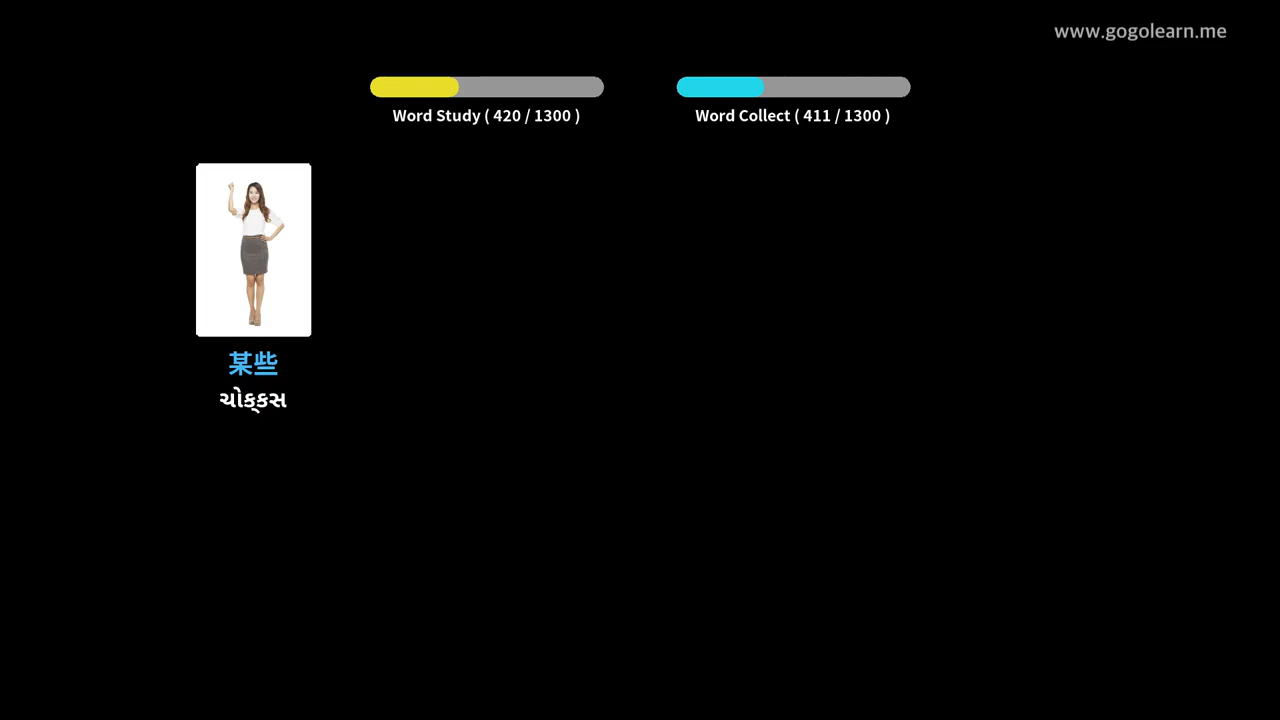 www.gogolearn.me
Word Study ( 420 / 1300 )
Word Collect ( 411 / 1300 )
某些
ચોક્કસ